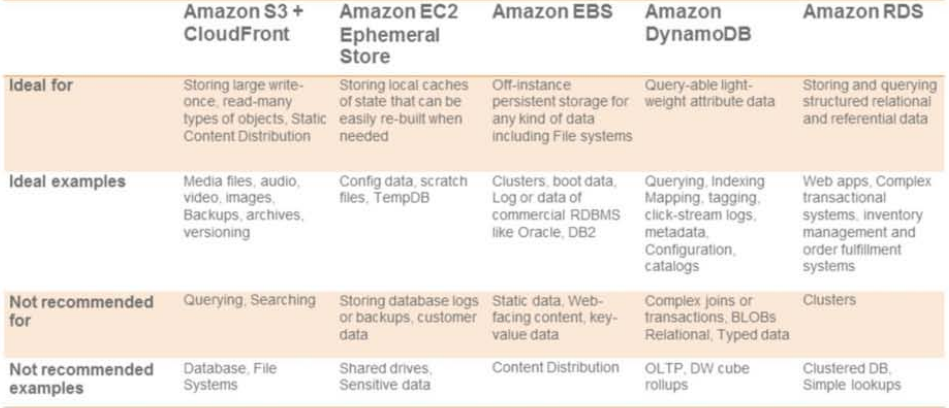 Amazon S3 +
CloudFront
Amazon EC2
Ephemeral
Store
Amazon EBS
Amazon
DynamoDB
Amazon RDS
Ideal for
Storing large write-
once, read-many
types of objects, Static
Content Distribution
Storing local caches
of state that can be
easily re-built when
needed
Off-instance
persistent storage for
any kind of data
including File systems
Query-able light-
weight attribute data
Storing and querying
structured relational
and referential data
Ideal examples
Media files, audio,
video, images,
Backups, archives,
versioning
Config data, scratch
files, TempDB
Clusters, boot data,
Log or data of
commercial RDBMS
like Oracle, DB2
Querying, Indexing
Mapping, tagging,
click-stream logs,
metadata,
Configuration,
catalogs
Web apps, Complex
transactional
systems, inventory
management and
order fulfillment
systems
Not recommended
for
Querying, Searching
Storing database logs
or backups, customer
data
Static data, Web-
facing content, key-
value data
Complex joins or
transactions, BLOBs
Relational, Typed data
Clusters
Not recommended
examples
Database, File
Systems
Shared drives,
Sensitive data
Content Distribution
OLTP, DW cube
rollups
Clustered DB,
Simple lookups